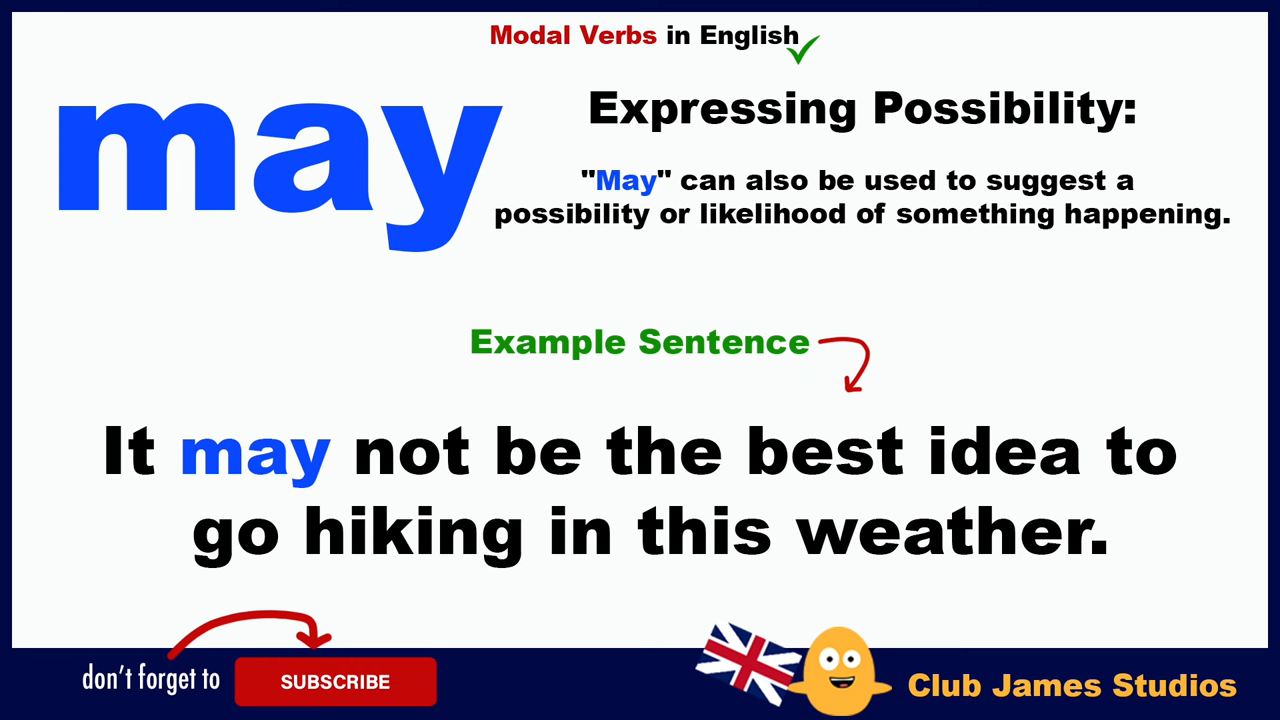 Modal Verbs in English
may
Expressing Possibility:
"May" can also be used to suggest a
possibility or likelihood of something happening.
Example Sentence
It may not be the best idea to
go hiking in this weather.
don't forget to
SUBSCRIBE
Club James Studios